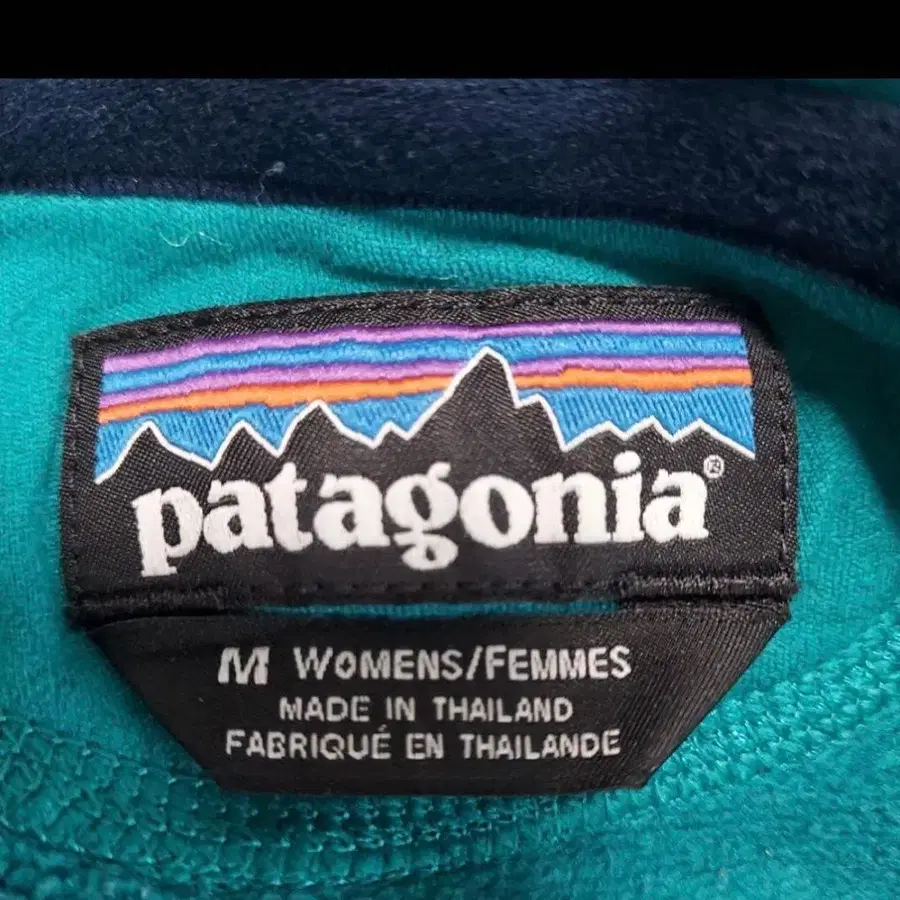 patagonia®
M WOMENS/FEMMES
MADE IN THAILAND
FABRIQUÉ EN THAILANDE